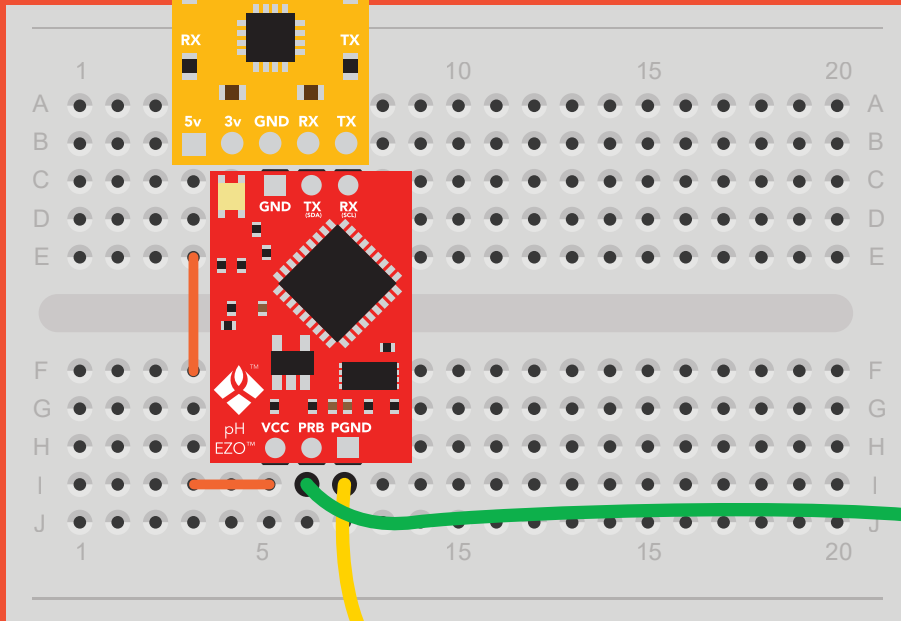 RX TX
1 10 15 20
A A
5v 3v GND RX TX
B B
C C
GND TX RX
(SDA) (SCL)
D D
E E
F F
™
G G
VCC PRB PGND
pH
H H
EZO™
I I
J J
1 5 15 15 20